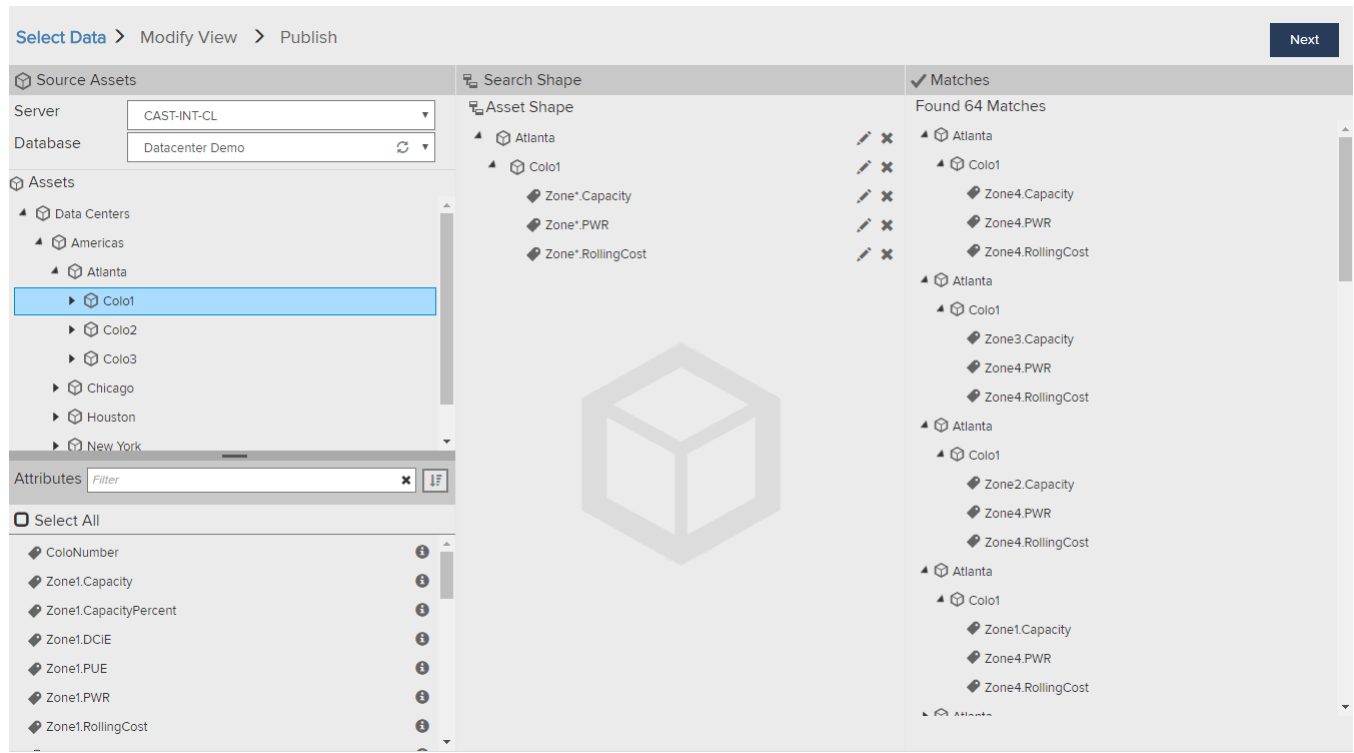 Select Data > Modify View > Publish
Next
Source Assets
Server
CAST-INT-CL
Database
Datacenter Demo
Assets
Data Centers
Americas
Atlanta
Colo1
Colo2
Colo3
Chicago
Houston
New York
Attributes
Filter
Select All
ColoNumber
Zone1.Capacity
Zone1.CapacityPercent
Zone1.DCiE
Zone1.PUE
Zone1.PWR
Zone1.RollingCost
Search Shape
Asset Shape
Atlanta
Colo1
Zone*.Capacity
Zone*.PWR
Zone*.RollingCost
Matches
Found 64 Matches
Atlanta
Colo1
Zone4.Capacity
Zone4.PWR
Zone4.RollingCost
Atlanta
Colo1
Zone3.Capacity
Zone4.PWR
Zone4.RollingCost
Atlanta
Colo1
Zone2.Capacity
Zone4.PWR
Zone4.RollingCost
Atlanta
Colo1
Zone1.Capacity
Zone4.PWR
Zone4.RollingCost
Atlanta